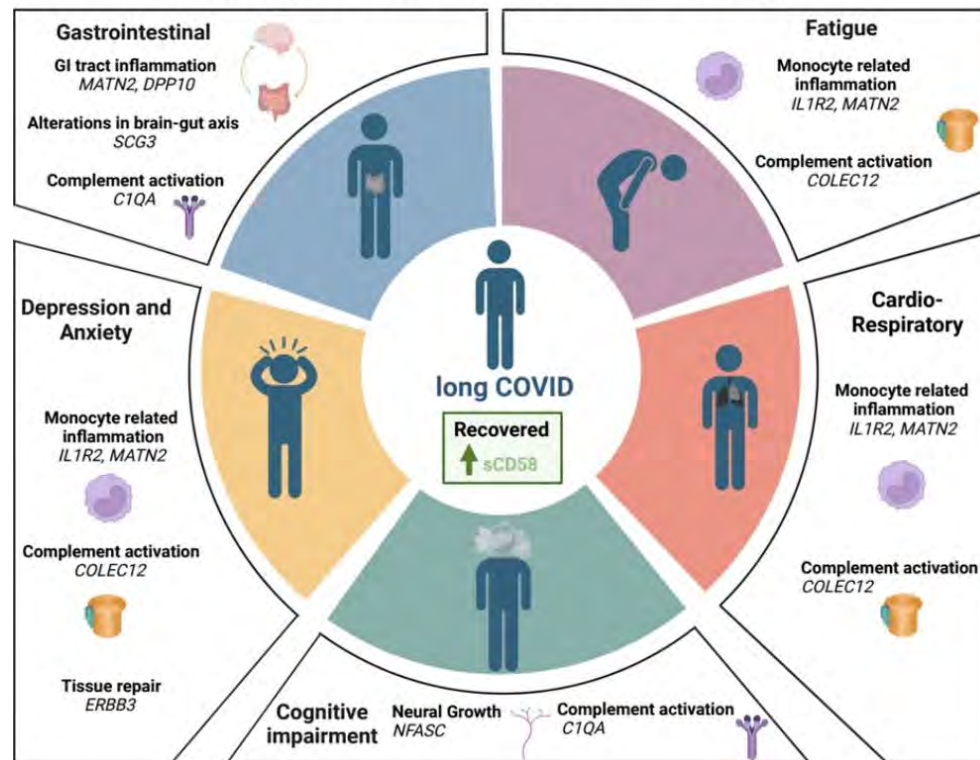 Gastrointestinal
GI tract inflammation
MATN2, DPP10
Alterations in brain-gut axis
SCG3
Complement activation
C1QA
Fatigue
Monocyte related
inflammation
IL1R2, MATN2
Complement activation
COLEC12
Depression and
Anxiety
Monocyte related
inflammation
IL1R2, MATN2
Complement activation
COLEC12
Tissue repair
ERBB3
long COVID
Recovered
sCD58
Cardio-
Respiratory
Monocyte related
inflammation
IL1R2, MATN2
Complement activation
COLEC12
Cognitive
impairment
Neural Growth
NFASC
Complement activation
C1QA